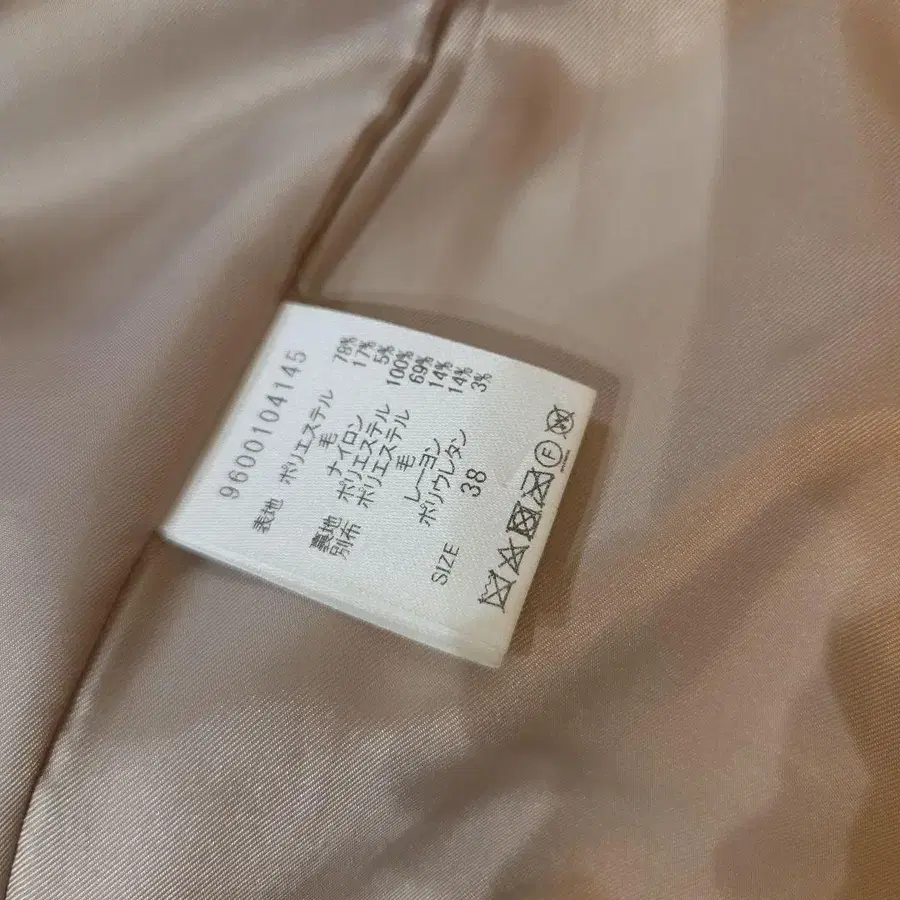 9600104145
表地 ポリエステル 78%
毛 17%
ナイロン 5%
裏地 ポリエステル 100%
別布 ポリエステル 69%
毛 14%
レーヨン 14%
ポリウレタン 3%
SIZE 38
F